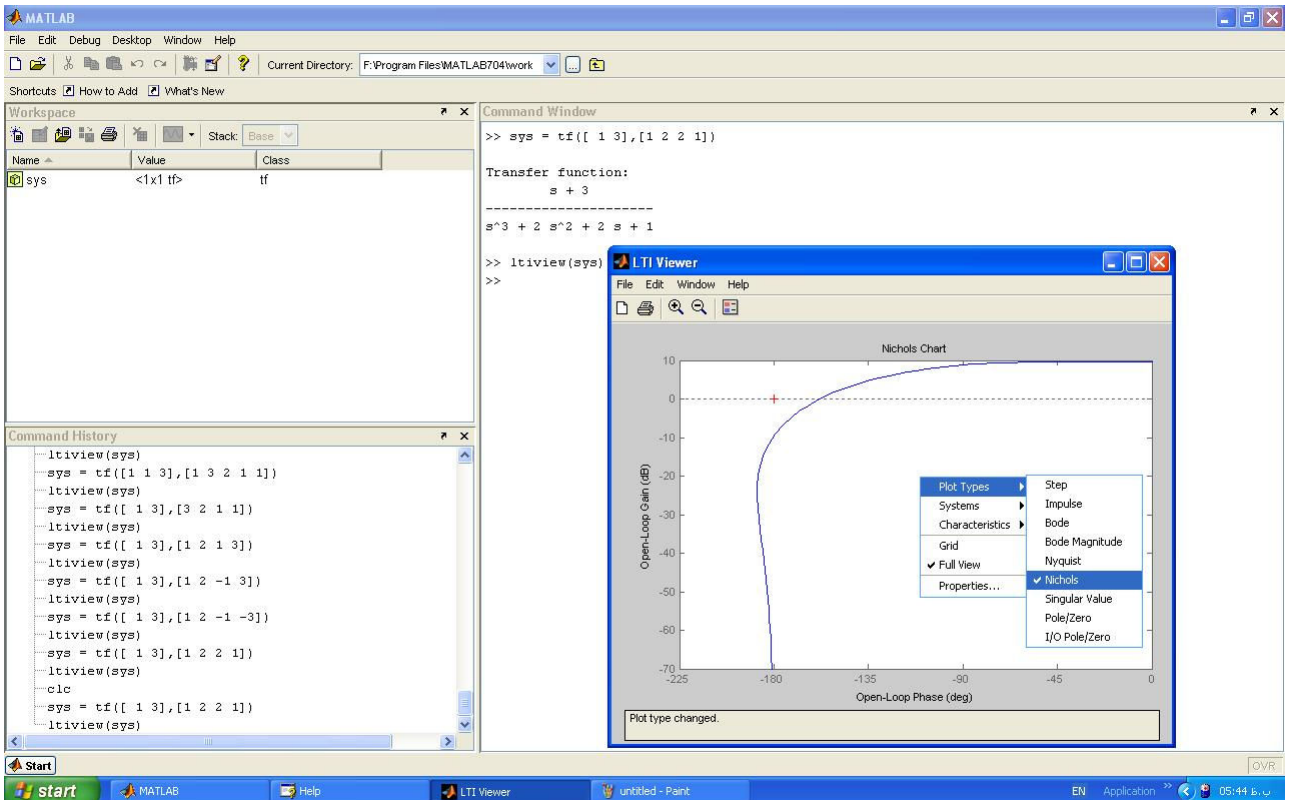 MATLAB
File Edit Debug Desktop Window Help
Current Directory: F:\Program Files\MATLAB704\work
...
Shortcuts How to Add What's New
Workspace
Stack: Base
Name Value Class
sys <1x1 tf> tf
Command History
ltiview(sys)
sys = tf([1 1 3],[1 3 2 1 1])
ltiview(sys)
sys = tf([ 1 3],[3 2 1 1])
ltiview(sys)
sys = tf([ 1 3],[1 2 1 3])
ltiview(sys)
sys = tf([ 1 3],[1 2 -1 3])
ltiview(sys)
sys = tf([ 1 3],[1 2 -1 -3])
ltiview(sys)
sys = tf([ 1 3],[1 2 2 1])
ltiview(sys)
clc
sys = tf([ 1 3],[1 2 2 1])
ltiview(sys)
Command Window
>> sys = tf([ 1 3],[1 2 2 1])
Transfer function:
s + 3
---------------------
s^3 + 2 s^2 + 2 s + 1
>> ltiview(sys)
>>
LTI Viewer
File Edit Window Help
Nichols Chart
10
0
-10
-20
-30
-40
-50
-60
-70
Open-Loop Gain (dB)
-225 -180 -135 -90 -45 0
Open-Loop Phase (deg)
Plot Types
Systems
Characteristics
Grid
Full View
Properties...
Step
Impulse
Bode
Bode Magnitude
Nyquist
Nichols
Singular Value
Pole/Zero
I/O Pole/Zero
Plot type changed.
Start
OVR
start MATLAB Help LTI Viewer untitled - Paint EN Application 05:44 ب.ظ